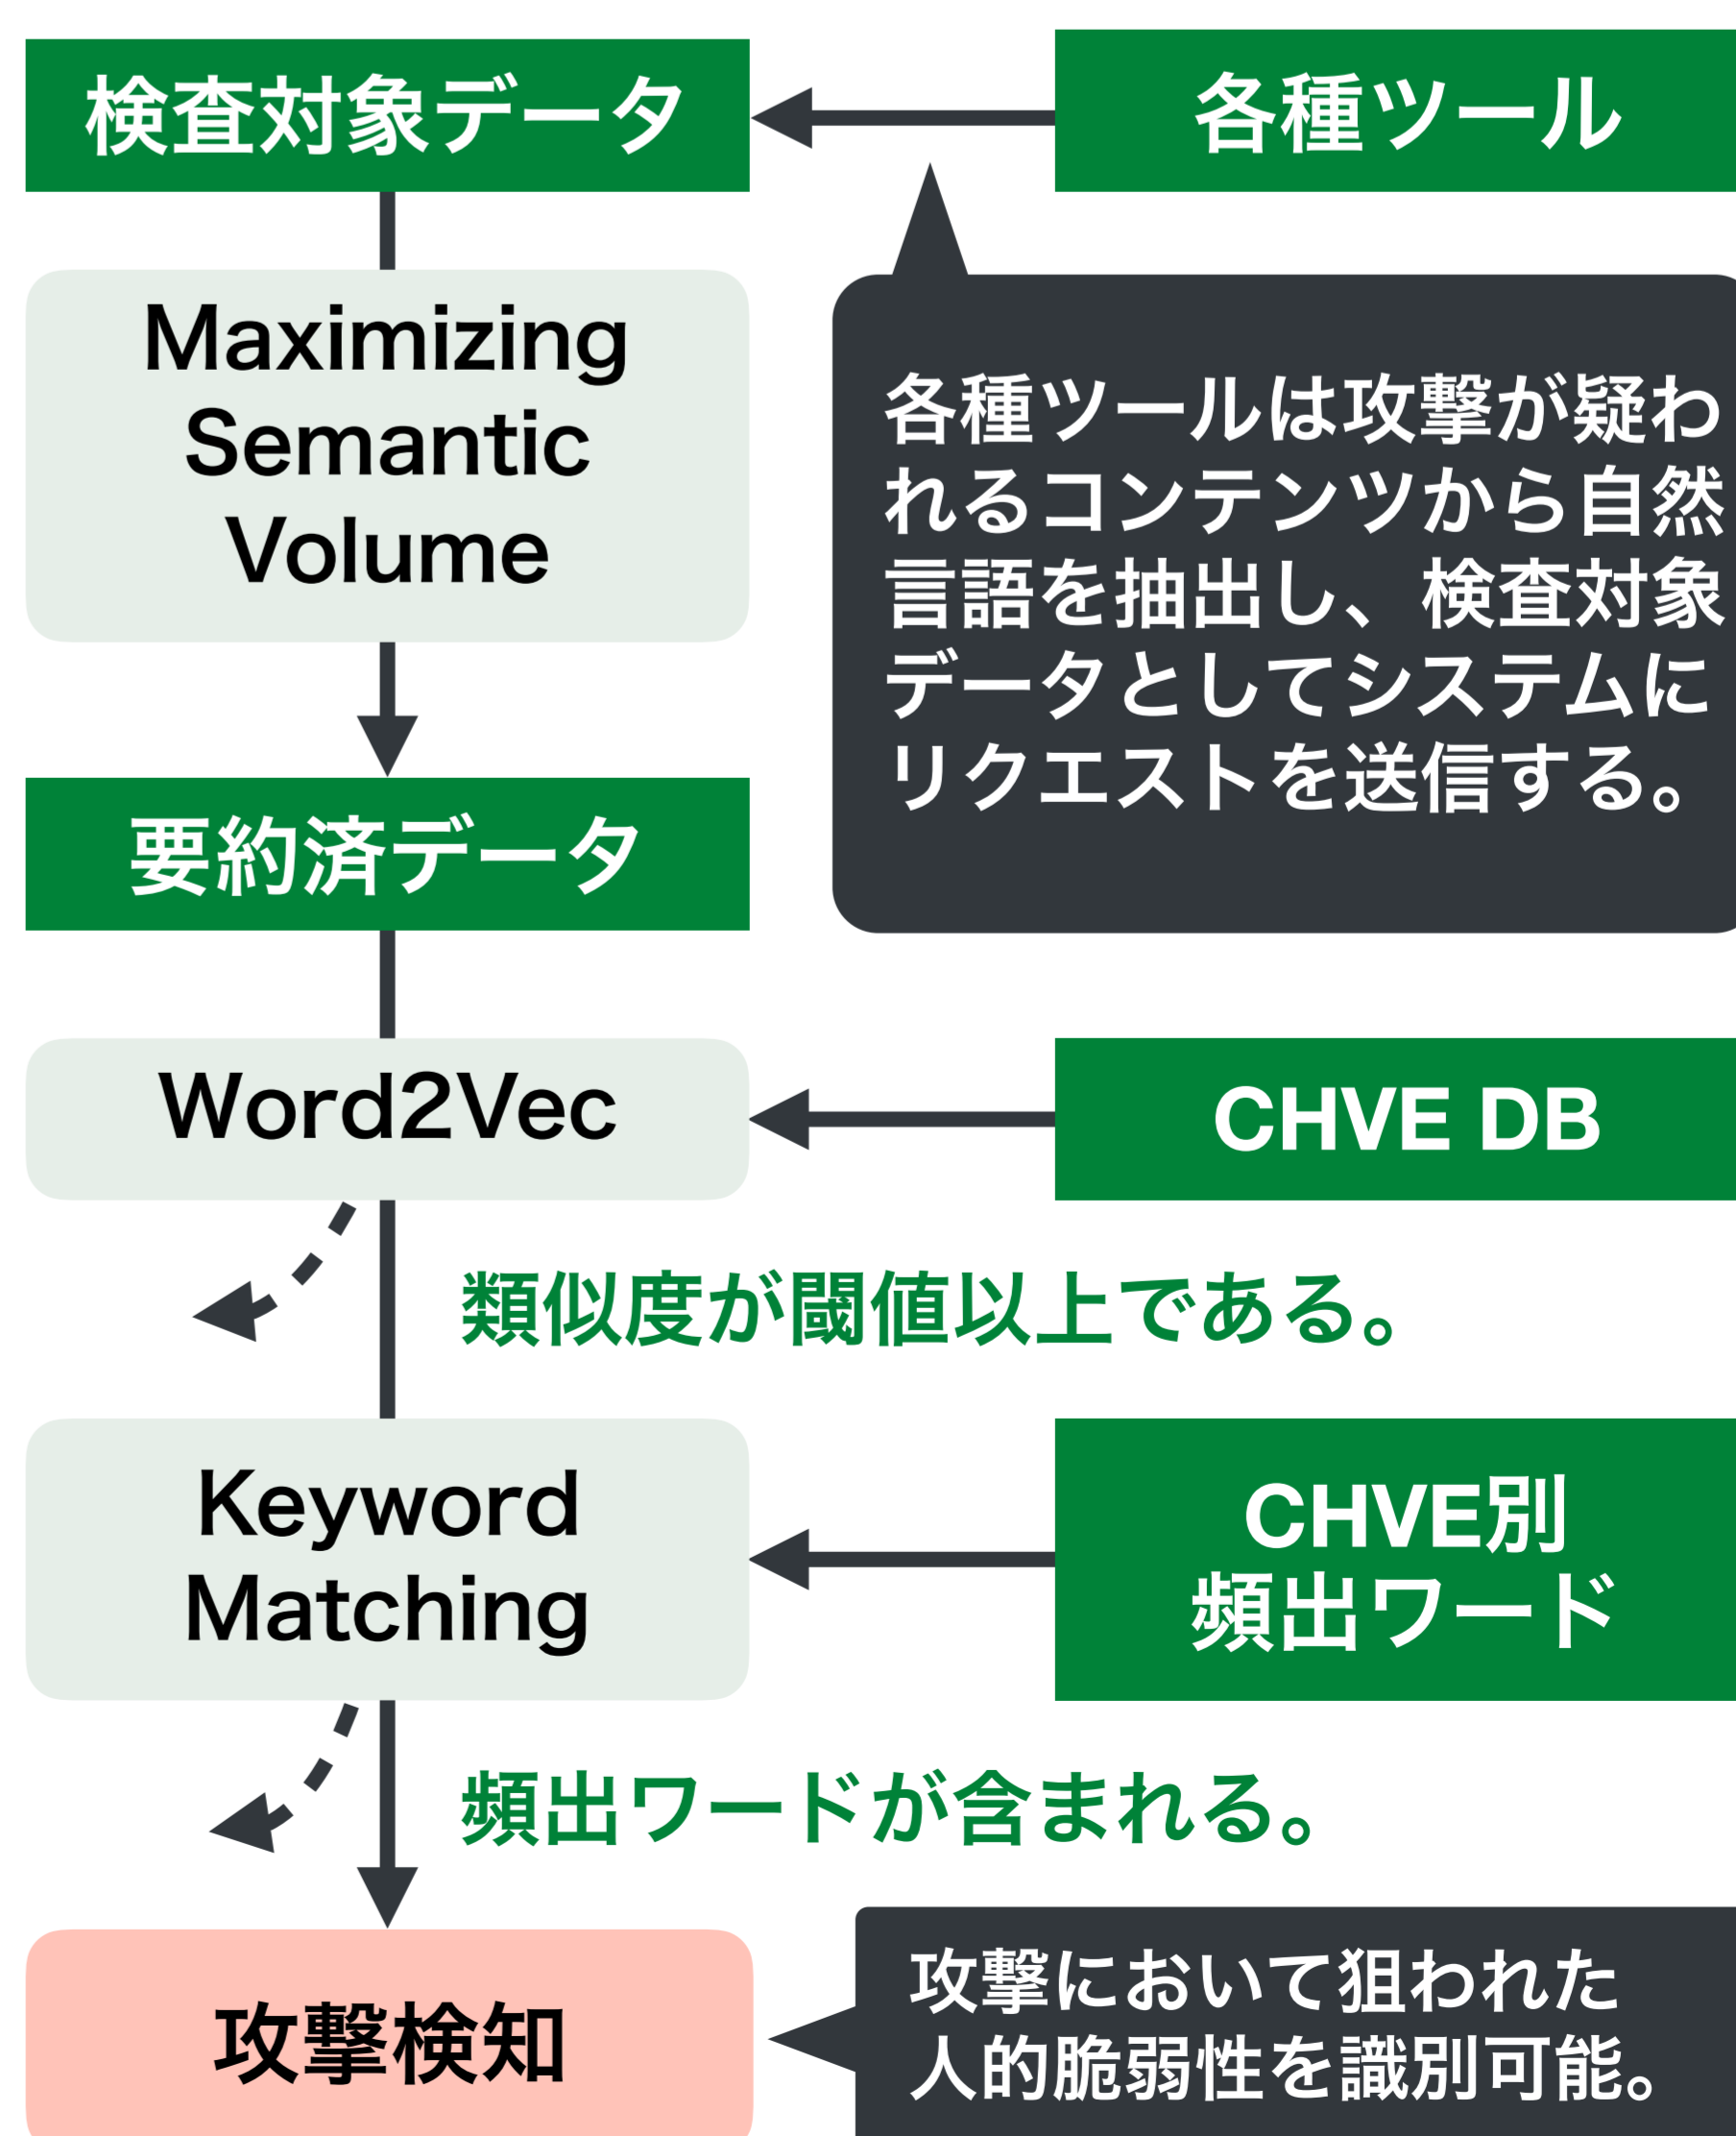 検査対象データ
各種ツール
Maximizing
Semantic
Volume
各種ツールは攻撃が疑わ
れるコンテンツから自然
言語を抽出し、検査対象
データとしてシステムに
リクエストを送信する。
要約済データ
Word2Vec
CHVE DB
類似度が閾値以上である。
Keyword
Matching
CHVE別
頻出ワード
頻出ワードが含まれる。
攻撃検知
攻撃において狙われた
人的脆弱性を識別可能。